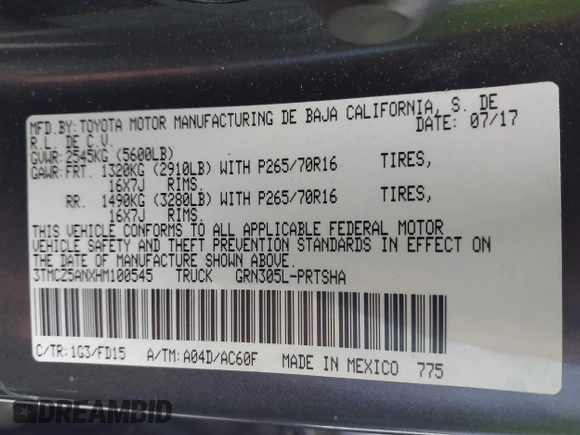 MFD.BY:TOYOTA MOTOR MANUFACTURING DE BAJA CALIFORNIA, S. DE
R.L. DE C.V. DATE: 07/17
GVWR:2545KG (5600LB)
GAWR:FRT. 1320KG (2910LB) WITH P265/70R16 TIRES,
16X7J RIMS.
RR. 1490KG (3280LB) WITH P265/70R16 TIRES,
16X7J RIMS.
THIS VEHICLE CONFORMS TO ALL APPLICABLE FEDERAL MOTOR
VEHICLE SAFETY AND THEFT PREVENTION STANDARDS IN EFFECT ON
THE DATE OF MANUFACTURE SHOWN ABOVE.
3TMCZ5ANXHM100545 TRUCK GRN305L-PRTSHA
C/TR:1G3/FD15 A/TM:A04D/AC60F MADE IN MEXICO 775
DREAMBID